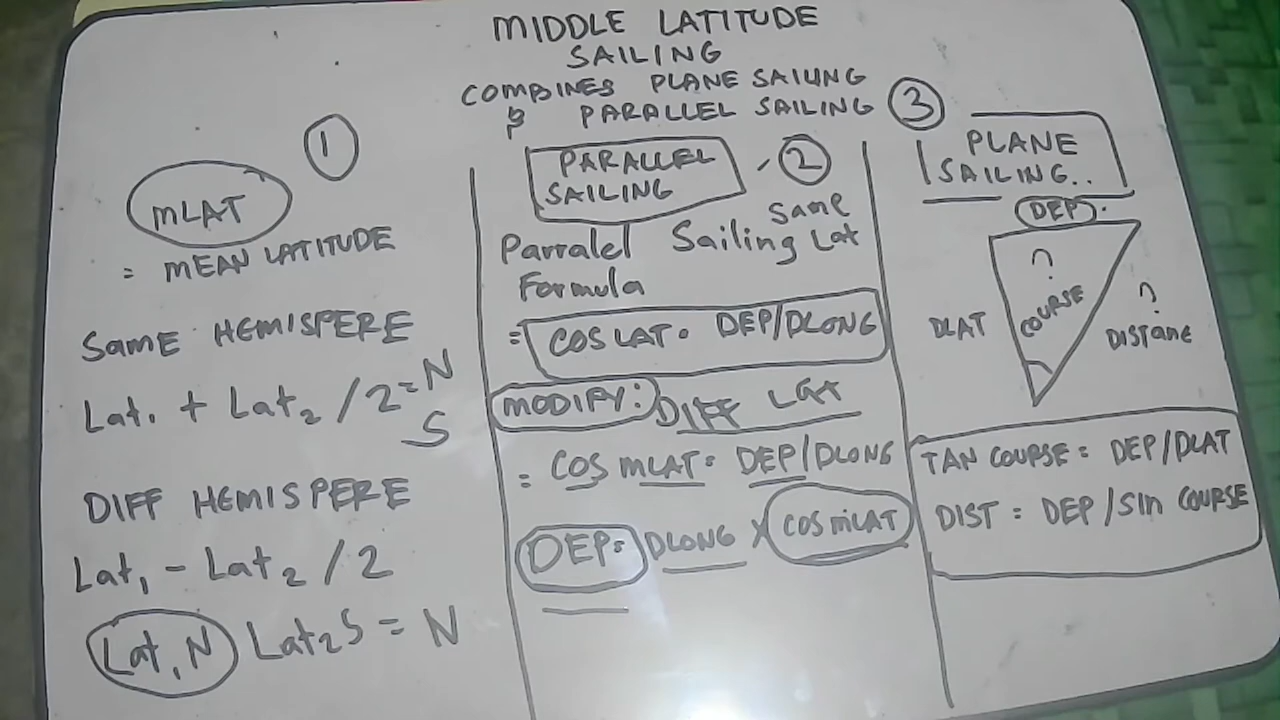 MIDDLE LATITUDE
SAILING
COMBINES PLANE SAILING
& PARALLEL SAILING
1
mLAT
= MEAN LATITUDE
SAME HEMISPERE
Lat1 + Lat2 /2 = N
S
DIFF HEMISPERE
Lat1 - Lat2 /2
Lat1 N Lat2 S = N
PARALLEL
SAILING
2
Same
Parralel Sailing Lat
Formula
= COS LAT = DEP/DLONG
MODIFY: DIFF Lat
= COS mLAT = DEP/DLONG
DEP = DLONG X COS mLAT
3
PLANE
SAILING..
DEP.
?
COURSE
DLAT
?
DISTANE
TAN COURSE = DEP/DLAT
DIST = DEP/Sin COURSE